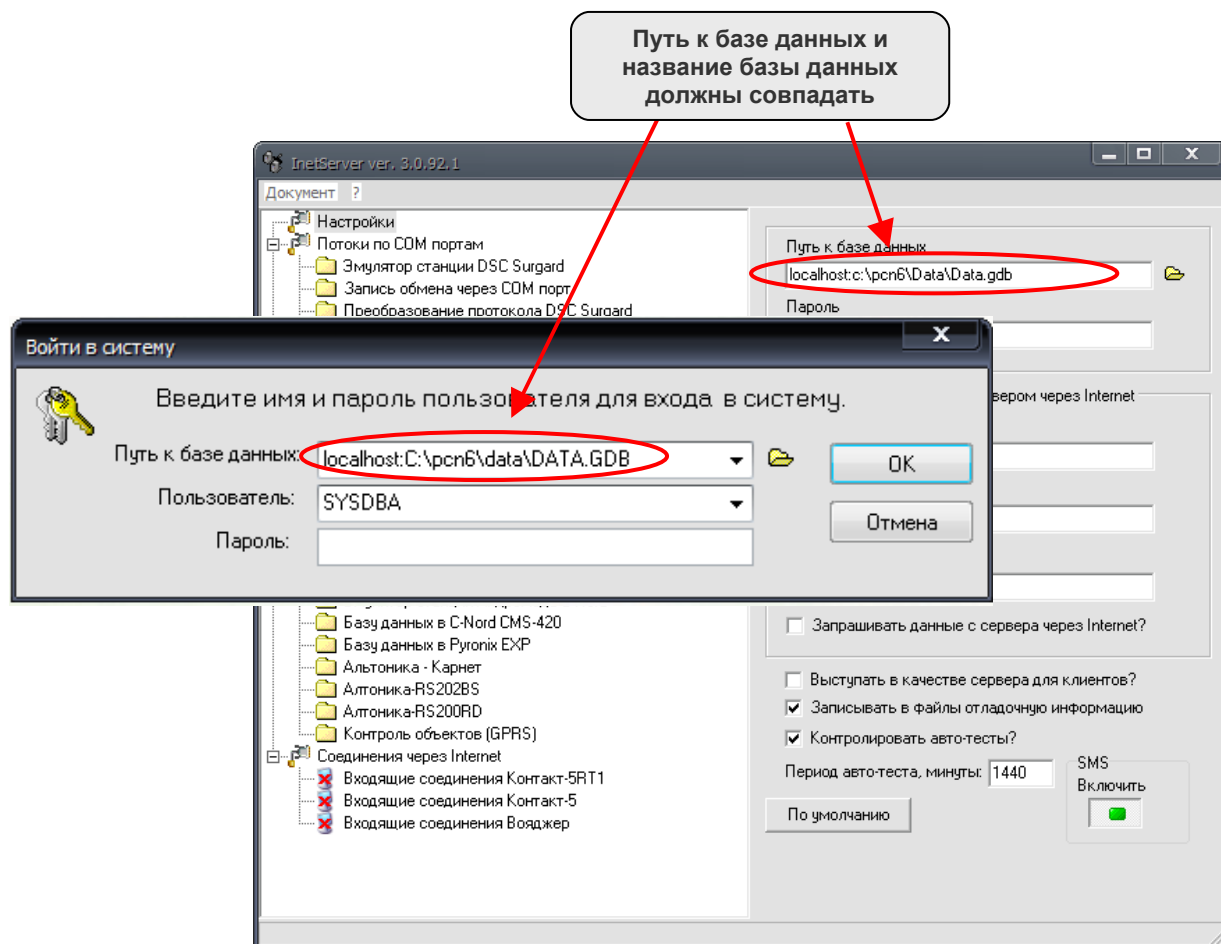 Путь к базе данных и
название базы данных
должны совпадать
InetServer ver. 3.0.92.1
Документ ?
Настройки
Потоки по COM портам
Эмулятор станции DSC Surgard
Запись обмена через COM порт
Преобразование протокола DSC Surgard
Путь к базе данных
localhost:c:\pcn6\Data\Data.gdb
Пароль
Войти в систему
X
Введите имя и пароль пользователя для входа в систему.
Путь к базе данных:
localhost:C:\pcn6\data\DATA.GDB
OK
Пользователь:
SYSDBA
Отмена
Пароль:
вером через Internet
Базу данных в C-Nord CMS-420
Базу данных в Pyronix EXP
Альтоника - Карнет
Алтоника-RS202BS
Алтоника-RS200RD
Контроль объектов (GPRS)
Соединения через Internet
Входящие соединения Контакт-5RT1
Входящие соединения Контакт-5
Входящие соединения Вояджер
Запрашивать данные с сервера через Internet?
Выступать в качестве сервера для клиентов?
Записывать в файлы отладочную информацию
Контролировать авто-тесты?
Период авто-теста, минуты: 1440
SMS
Включить
По умолчанию